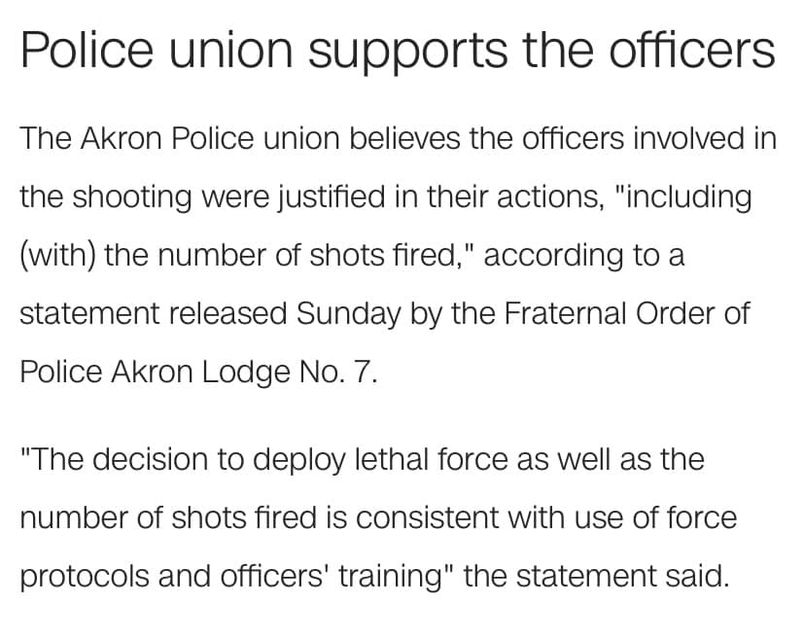 Police union supports the officers
The Akron Police union believes the officers involved in
the shooting were justified in their actions, "including
(with) the number of shots fired," according to a
statement released Sunday by the Fraternal Order of
Police Akron Lodge No. 7.
"The decision to deploy lethal force as well as the
number of shots fired is consistent with use of force
protocols and officers' training" the statement said.